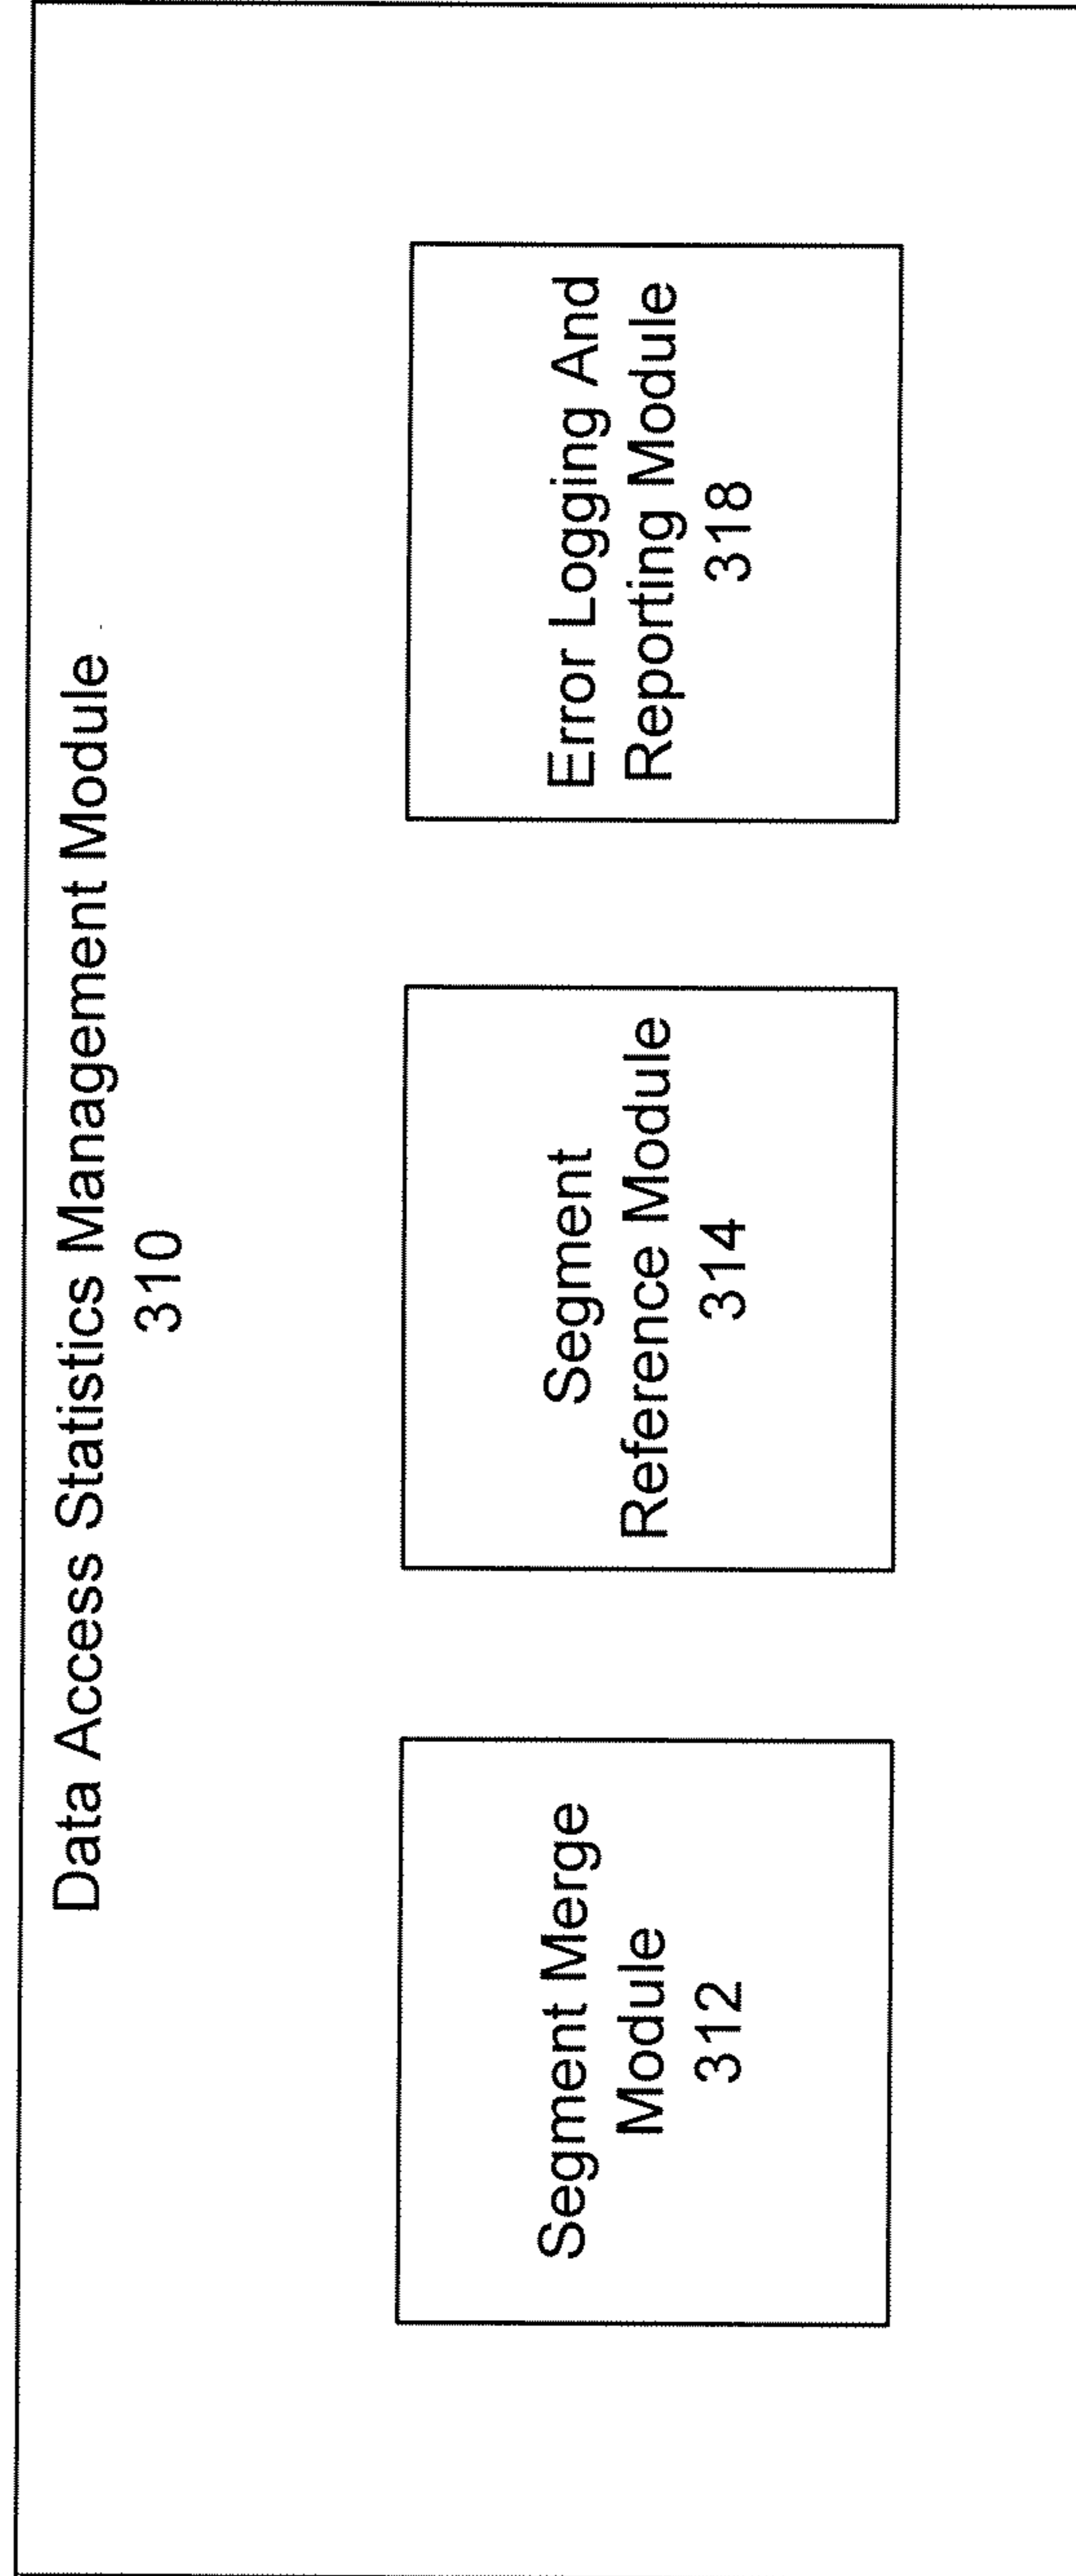 Data Access Statistics Management Module
310
Segment Merge
Module
312
Segment
Reference Module
314
Error Logging And
Reporting Module
318